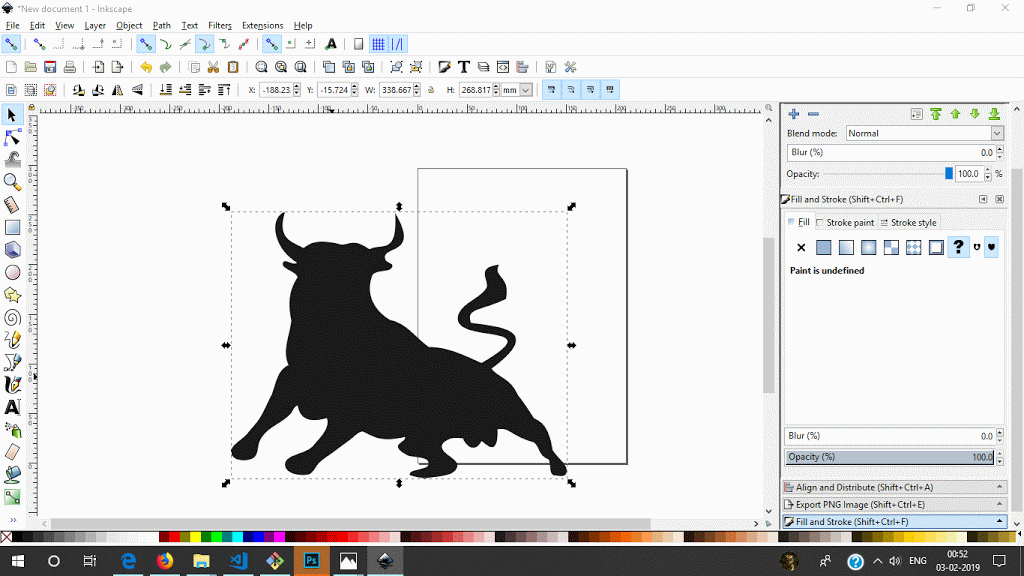 *New document 1 - Inkscape
File Edit View Layer Object Path Text Filters Extensions Help
X: -188.23 Y: -15.724 W: 338.667 H: 268.817 mm
Blend mode: Normal
Blur (%) 0.0
Opacity: 100.0 %
Fill and Stroke (Shift+Ctrl+F)
Fill Stroke paint Stroke style
Paint is undefined
Blur (%) 0.0
Opacity (%) 100.0
Align and Distribute (Shift+Ctrl+A)
Export PNG Image (Shift+Ctrl+E)
Fill and Stroke (Shift+Ctrl+F)
Ps
ENG
00:52
03-02-2019